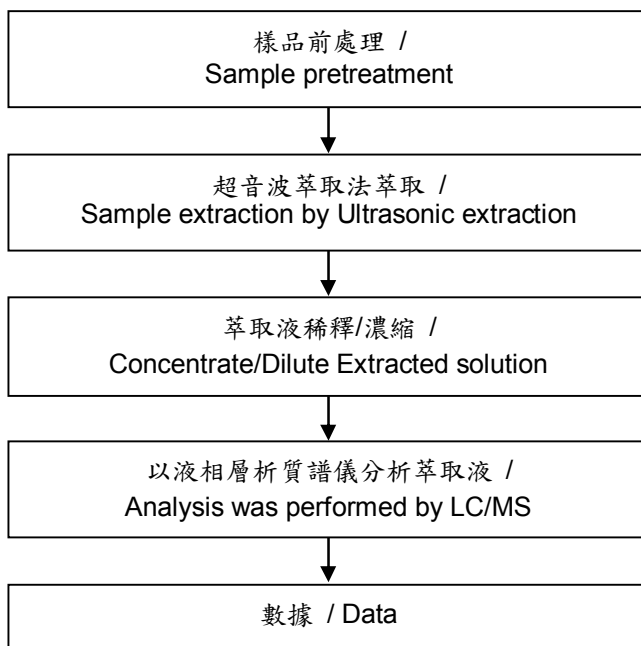 樣品前處理 /
Sample pretreatment
超音波萃取法萃取 /
Sample extraction by Ultrasonic extraction
萃取液稀釋/濃縮 /
Concentrate/Dilute Extracted solution
以液相層析質譜儀分析萃取液 /
Analysis was performed by LC/MS
數據 / Data